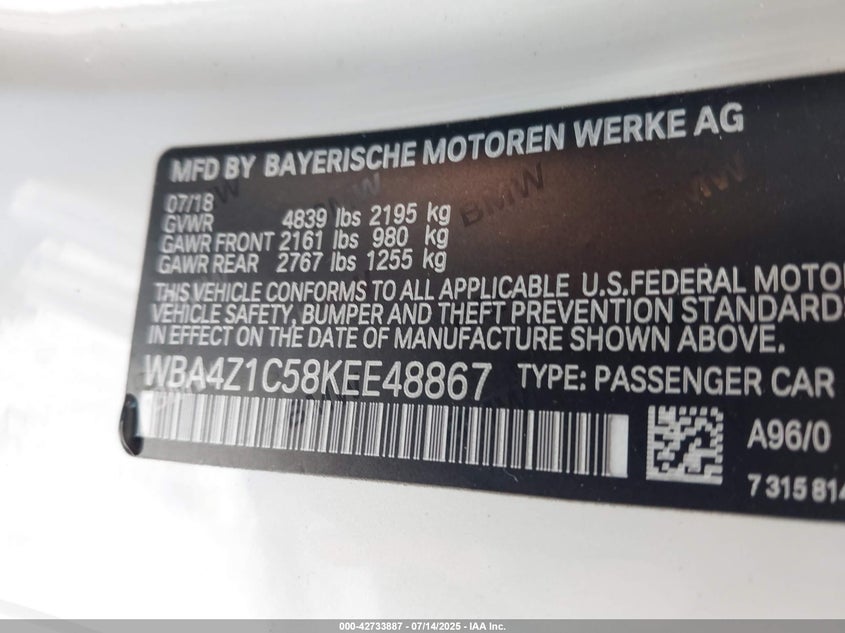 MFD BY BAYERISCHE MOTOREN WERKE AG
07/18
GVWR 4839 lbs 2195 kg
GAWR FRONT 2161 lbs 980 kg
GAWR REAR 2767 lbs 1255 kg
THIS VEHICLE CONFORMS TO ALL APPLICABLE U.S.FEDERAL MOTO
VEHICLE SAFETY, BUMPER AND THEFT PREVENTION STANDARDS
IN EFFECT ON THE DATE OF MANUFACTURE SHOWN ABOVE.
WBA4Z1C58KEE48867 TYPE: PASSENGER CAR
A96/0
7 315 814
000-42733887 - 07/14/2025 - IAA Inc.